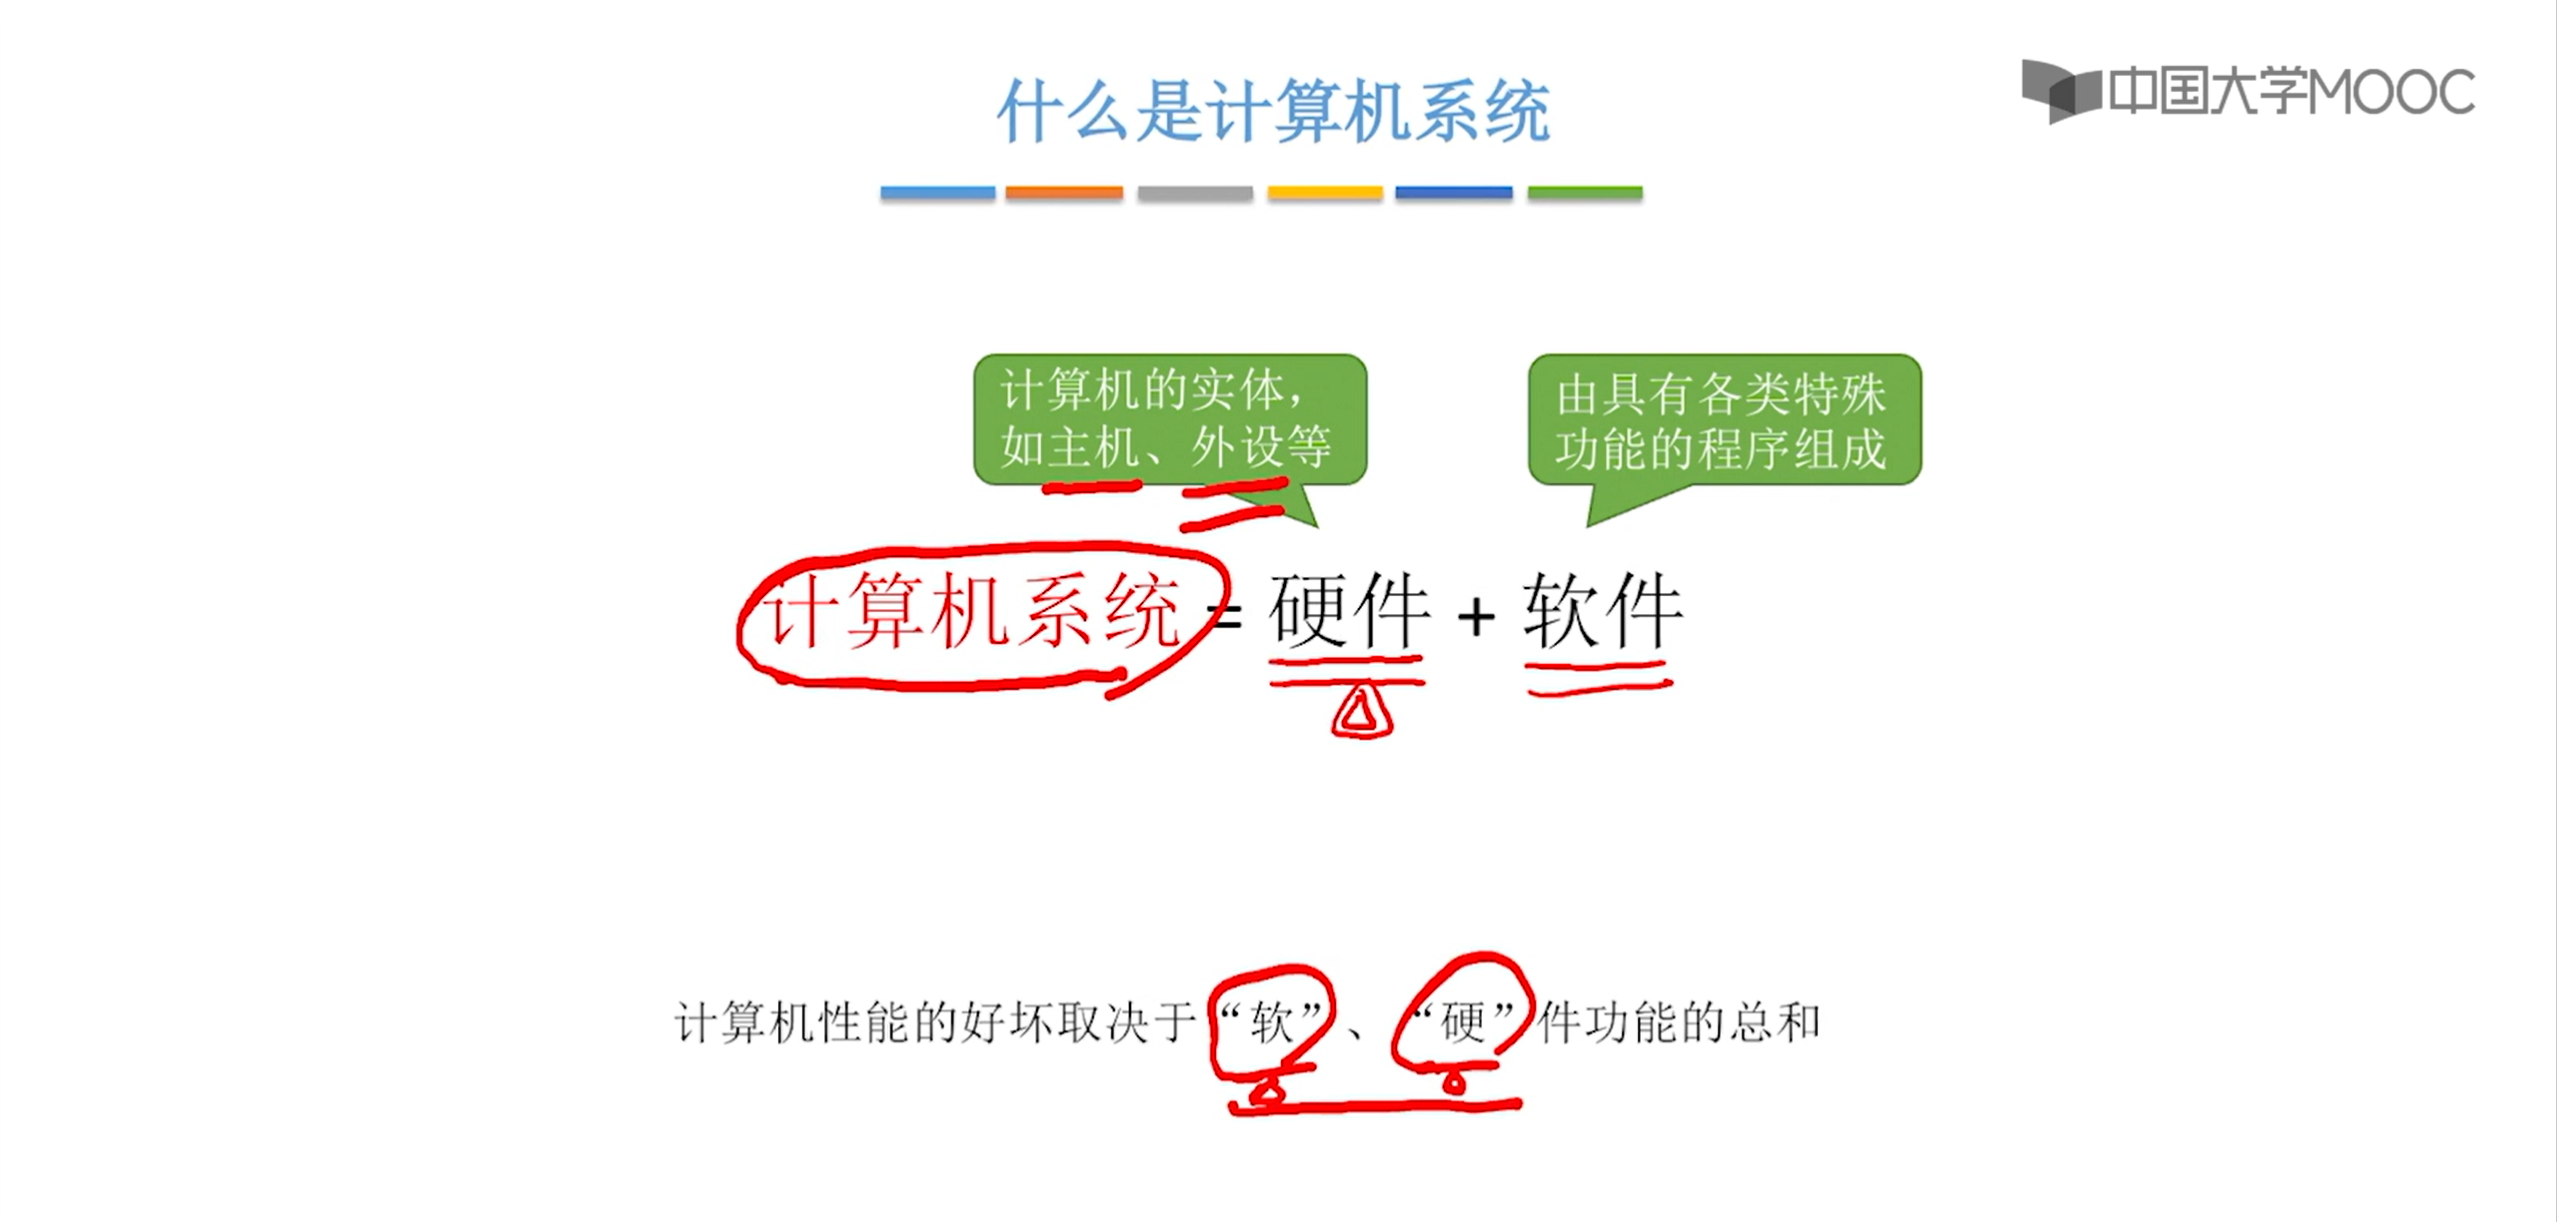 什么是计算机系统
中国大学MOOC
计算机的实体，
如主机、外设等
由具有各类特殊
功能的程序组成
计算机系统 = 硬件 + 软件
计算机性能的好坏取决于“软”、“硬”件功能的总和